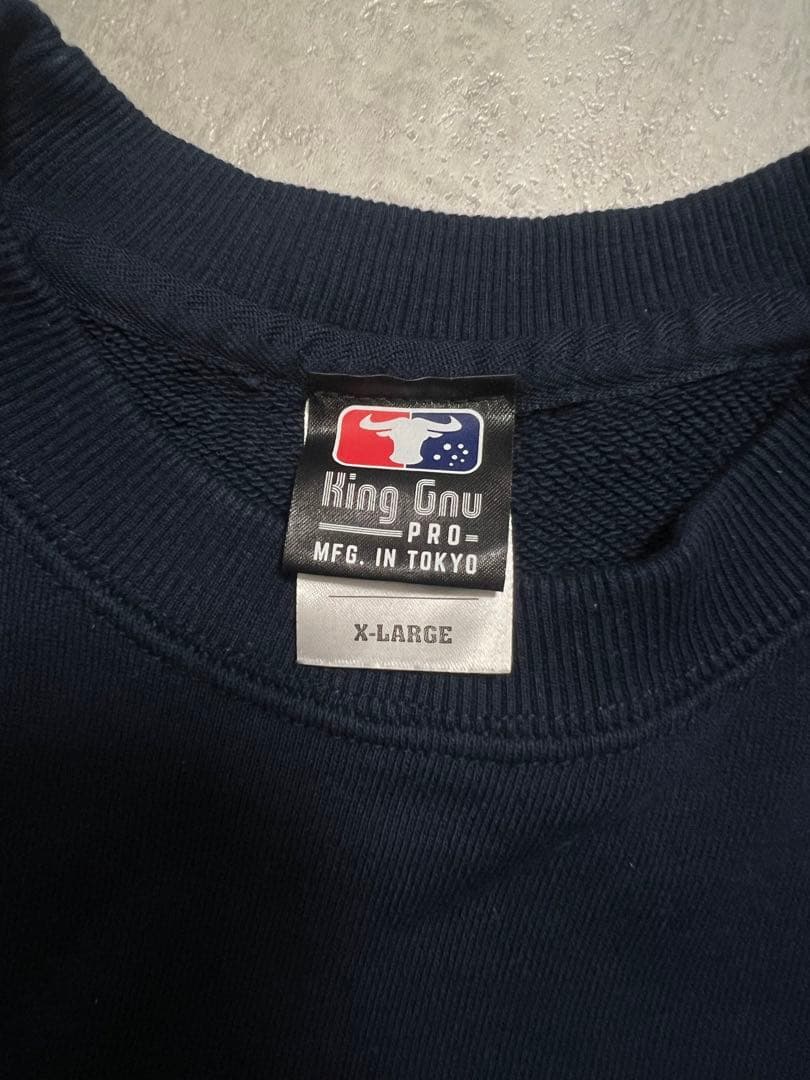 King Gnu
PRO
MFG. IN TOKYO
X-LARGE